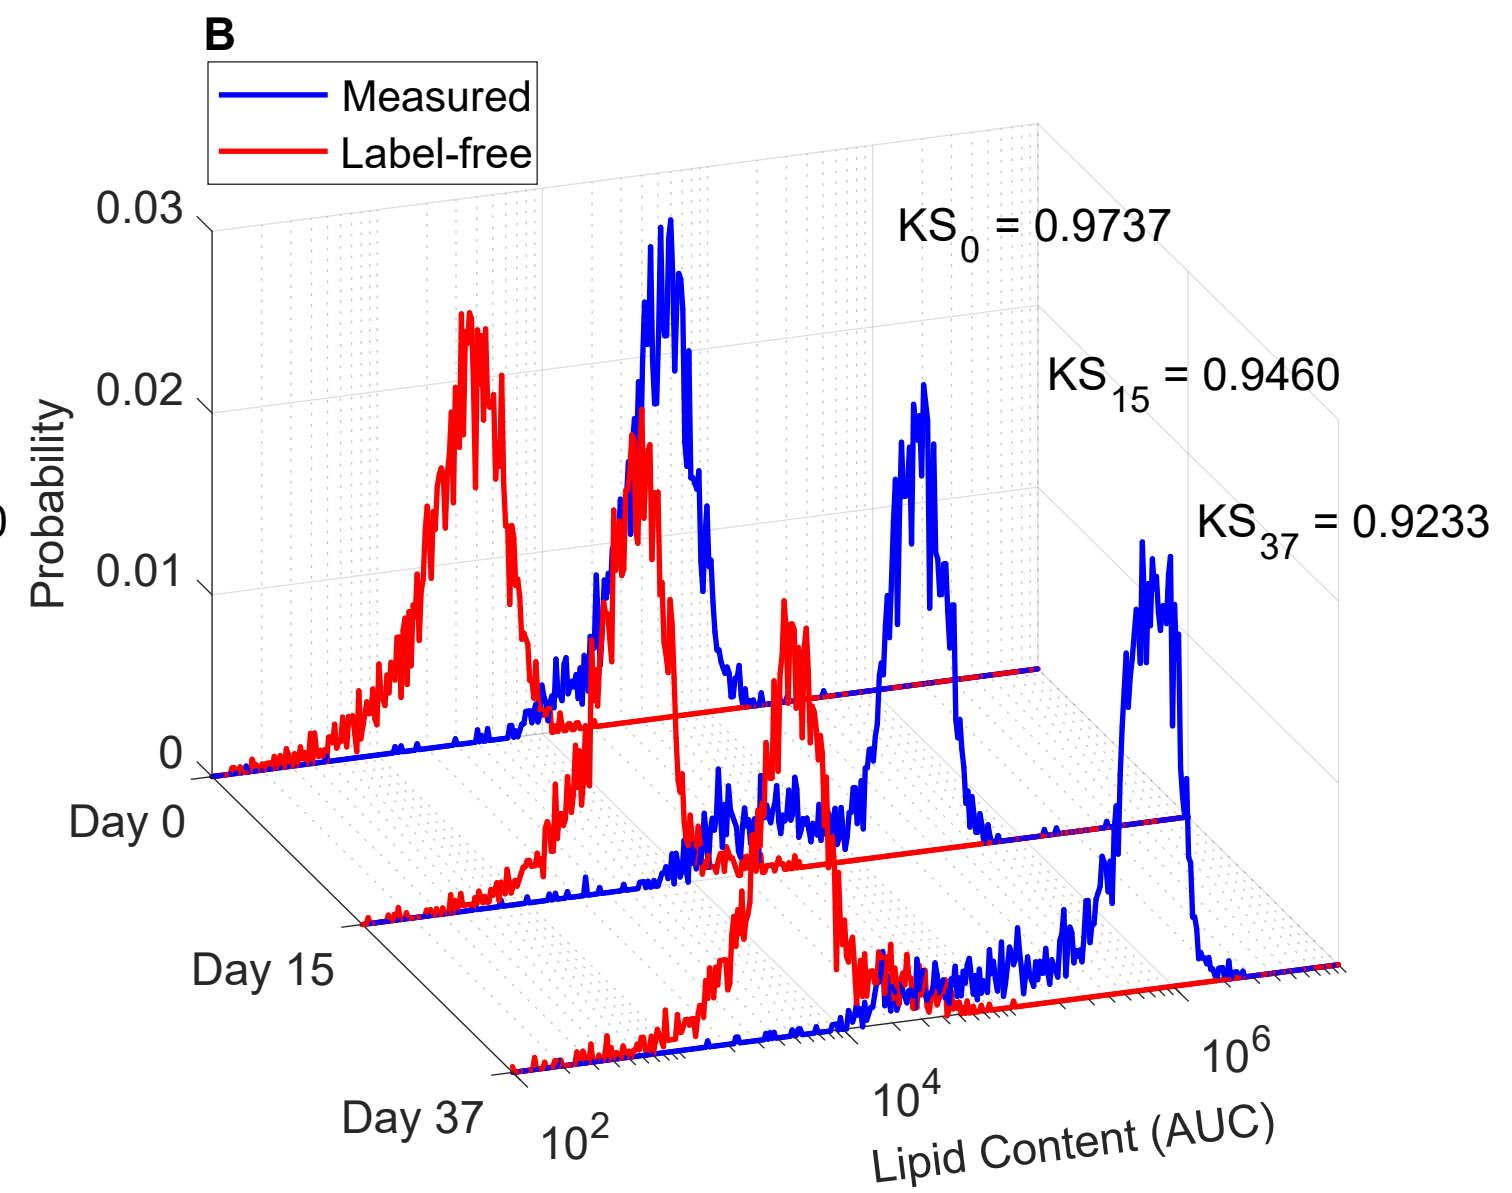 B
Measured
Label-free
0.03
0.02
0.01
0
Probability
KS0 = 0.9737
KS15 = 0.9460
KS37 = 0.9233
Day 0
Day 15
Day 37
10^2
10^4
10^6
Lipid Content (AUC)